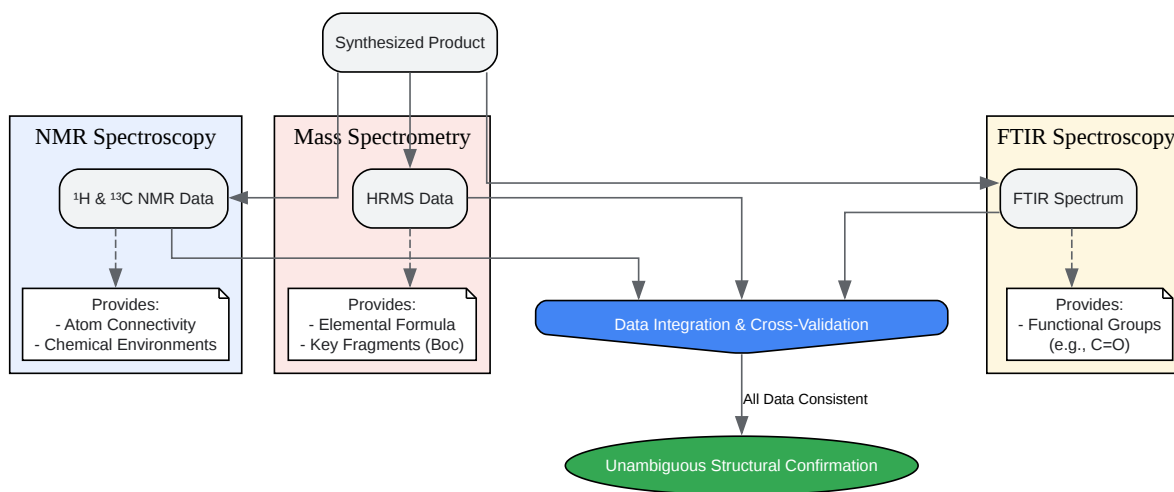 Synthesized Product
NMR Spectroscopy
Mass Spectrometry
FTIR Spectroscopy
¹H & ¹³C NMR Data
HRMS Data
FTIR Spectrum
Provides:
- Atom Connectivity
- Chemical Environments
Provides:
- Elemental Formula
- Key Fragments (Boc)
Data Integration & Cross-Validation
Provides:
- Functional Groups
(e.g., C=O)
All Data Consistent
Unambiguous Structural Confirmation